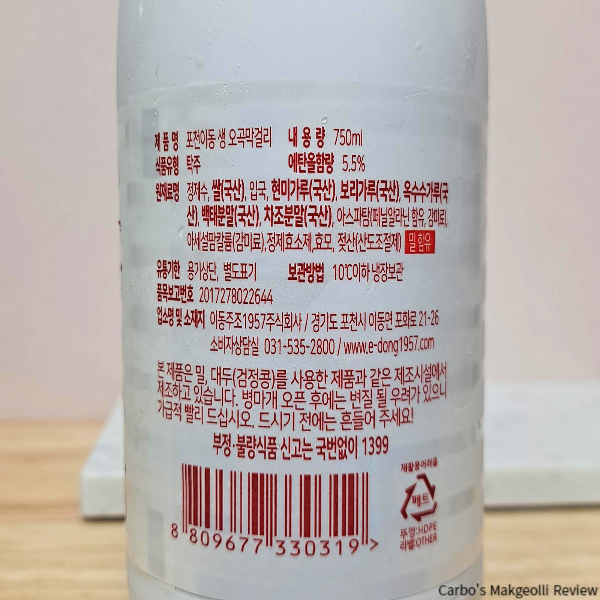 제 품 명 포천이동 생 오곡막걸리 내 용 량 750ml
식품유형 탁주 에탄올함량 5.5%
원재료명 정제수, 쌀(국산), 입국, 현미가루(국산), 보리가루(국산), 옥수수가루(국
산), 백태분말(국산), 차조분말(국산), 아스파탐(페닐알라닌 함유, 감미료),
아세설팜칼륨(감미료), 정제효소제, 효모, 젖산(산도조절제) 밀 함유
유통기한 용기상단, 별도표기 보관방법 10℃이하 냉장보관
품목보고번호 2017278022644
업소명 및 소재지 이동주조1957주식회사 / 경기도 포천시 이동면 포화로 21-26
소비자상담실 031-535-2800 / www.e-dong1957.com
본 제품은 밀, 대두(검정콩)를 사용한 제품과 같은 제조시설에서
제조하고 있습니다. 병마개 오픈 후에는 변질 될 우려가 있으니
가급적 빨리 드십시오. 드시기 전에는 흔들어 주세요!
부정·불량식품 신고는 국번없이 1399
8 809677 330319 >
재활용어려움
페트
뚜껑:HDPE
라벨:OTHER
Carbo's Makgeolli Review